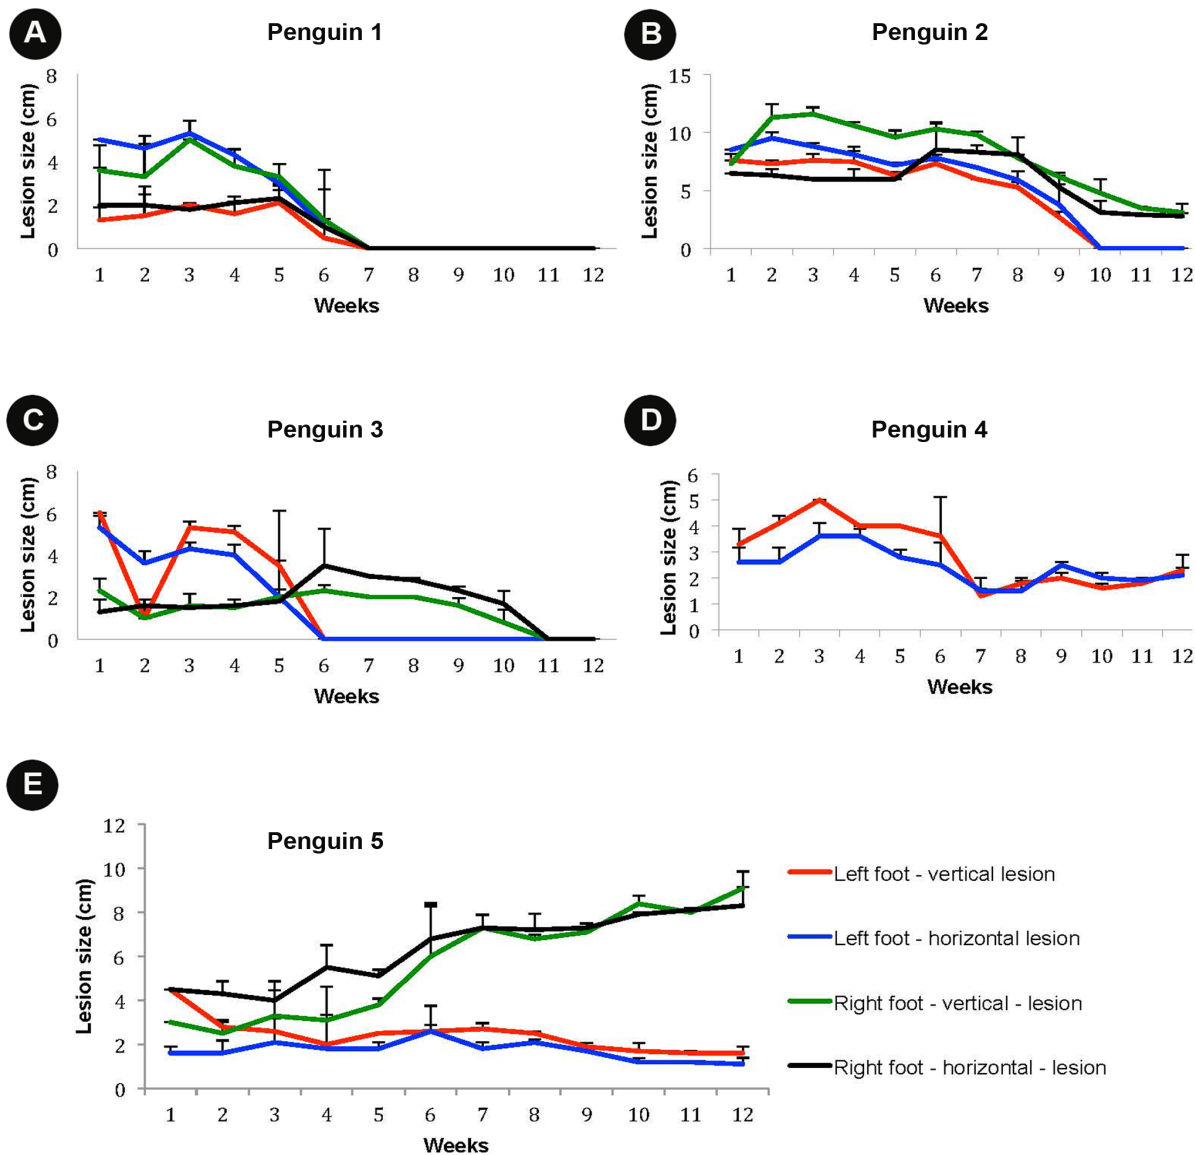 A
Penguin 1
Lesion size (cm)
8
6
4
2
0
1 2 3 4 5 6 7 8 9 10 11 12
Weeks
B
Penguin 2
Lesion size (cm)
15
10
5
0
1 2 3 4 5 6 7 8 9 10 11 12
Weeks
C
Penguin 3
Lesion size (cm)
8
6
4
2
0
1 2 3 4 5 6 7 8 9 10 11 12
Weeks
D
Penguin 4
Lesion size (cm)
6
5
4
3
2
1
0
1 2 3 4 5 6 7 8 9 10 11 12
Weeks
E
Penguin 5
Lesion size (cm)
12
10
8
6
4
2
0
1 2 3 4 5 6 7 8 9 10 11 12
Weeks
Left foot - vertical lesion
Left foot - horizontal lesion
Right foot - vertical - lesion
Right foot - horizontal - lesion